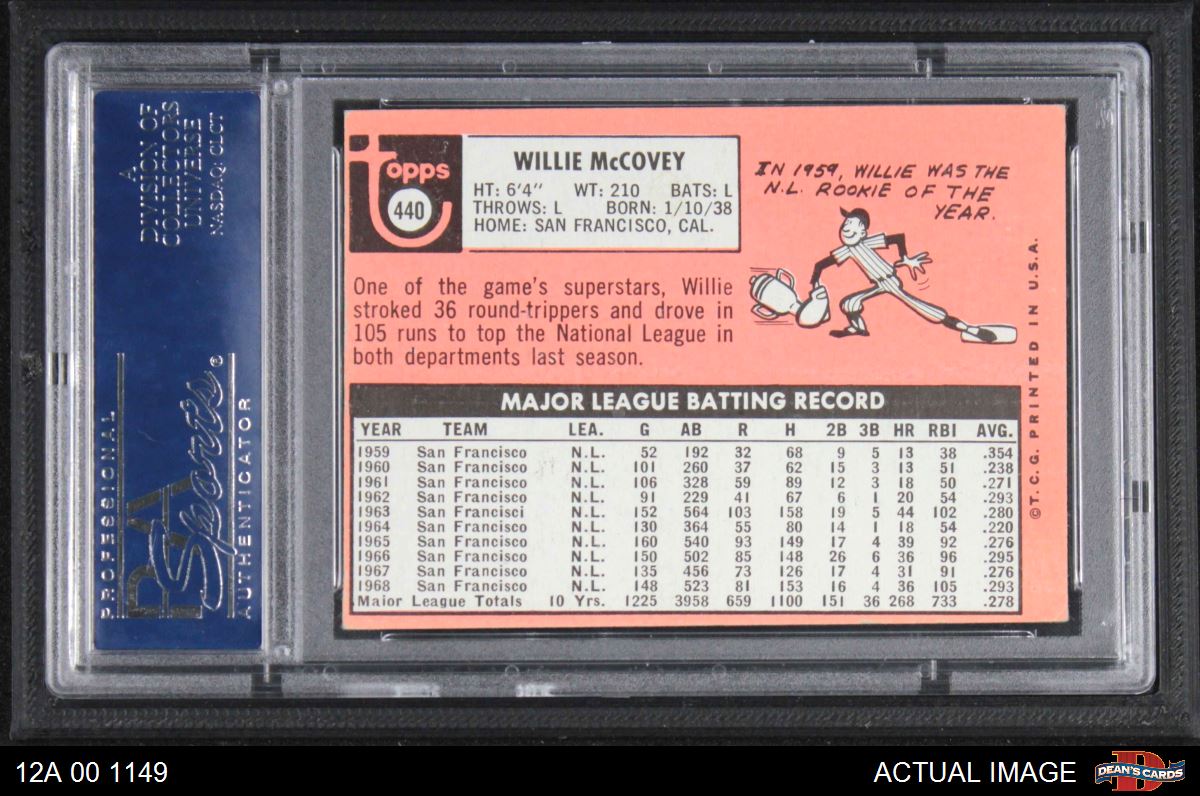 A
DIVISION OF
COLLECTORS
UNIVERSE
NASDAQ: CLCT
PROFESSIONAL
PSA
Sports®
AUTHENTICATOR
Topps
440
WILLIE McCOVEY
HT: 6'4" WT: 210 BATS: L
THROWS: L BORN: 1/10/38
HOME: SAN FRANCISCO, CAL.
IN 1959, WILLIE WAS THE
N.L. ROOKIE OF THE
YEAR.
One of the game's superstars, Willie
stroked 36 round-trippers and drove in
105 runs to top the National League in
both departments last season.
MAJOR LEAGUE BATTING RECORD
YEAR TEAM LEA. G AB R H 2B 3B HR RBI AVG.
1959 San Francisco N.L. 52 192 32 68 9 5 13 38 .354
1960 San Francisco N.L. 101 260 37 62 15 3 13 51 .238
1961 San Francisco N.L. 106 328 59 89 12 3 18 50 .271
1962 San Francisco N.L. 91 229 41 67 6 1 20 54 .293
1963 San Francisci N.L. 152 564 103 158 19 5 44 102 .280
1964 San Francisco N.L. 130 364 55 80 14 1 18 54 .220
1965 San Francisco N.L. 160 540 93 149 17 4 39 92 .276
1966 San Francisco N.L. 150 502 85 148 26 6 36 96 .295
1967 San Francisco N.L. 135 456 73 126 17 4 31 91 .276
1968 San Francisco N.L. 148 523 81 153 16 4 36 105 .293
Major League Totals 10 Yrs. 1225 3958 659 1100 151 36 268 733 .278
©T.C.G. PRINTED IN U.S.A.
12A 00 1149
ACTUAL IMAGE
D
DEAN'S CARDS